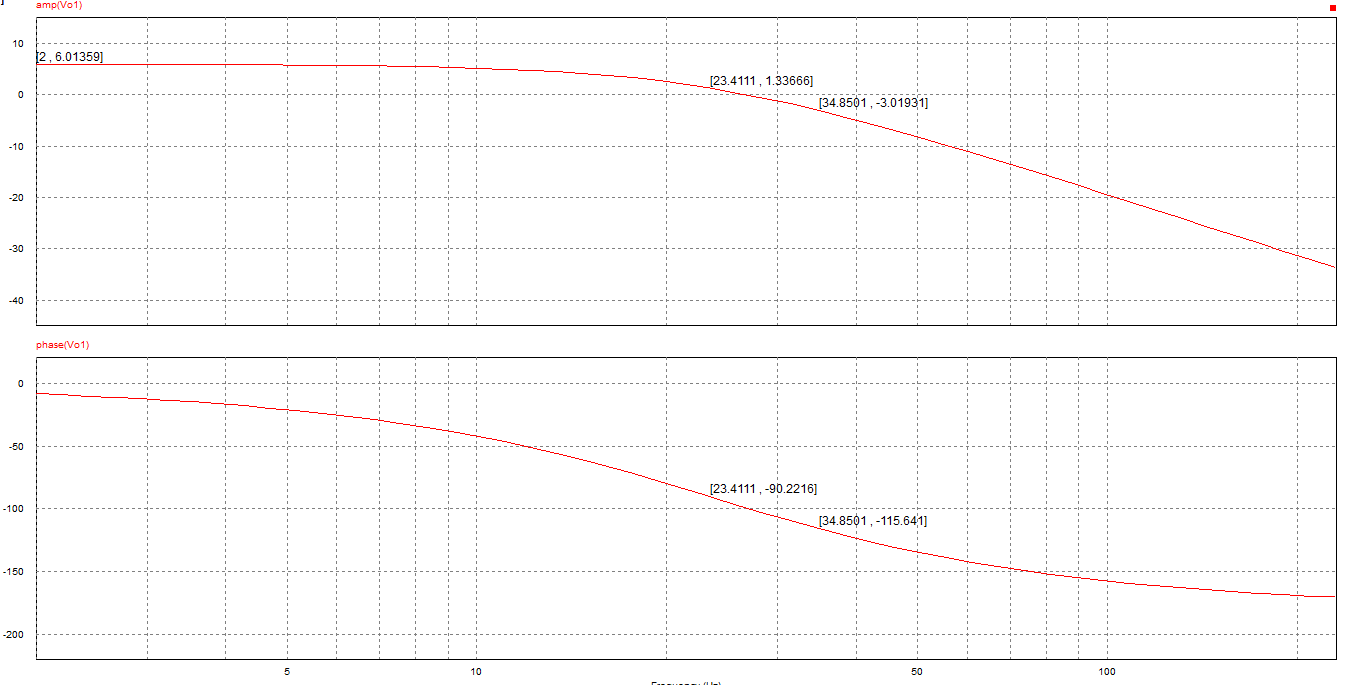 ]
amp(Vo1)
10
[2 , 6.01359]
[23.4111 , 1.33666]
0
[34.8501 , -3.01931]
-10
-20
-30
-40
phase(Vo1)
0
-50
[23.4111 , -90.2216]
-100
[34.8501 , -115.641]
-150
-200
5 10 50 100
Frequency (Hz)